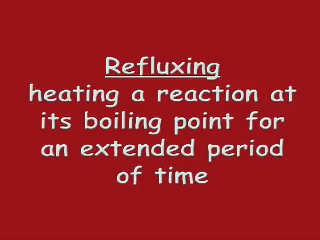 Refluxing
heating a reaction at
its boiling point for
an extended period
of time